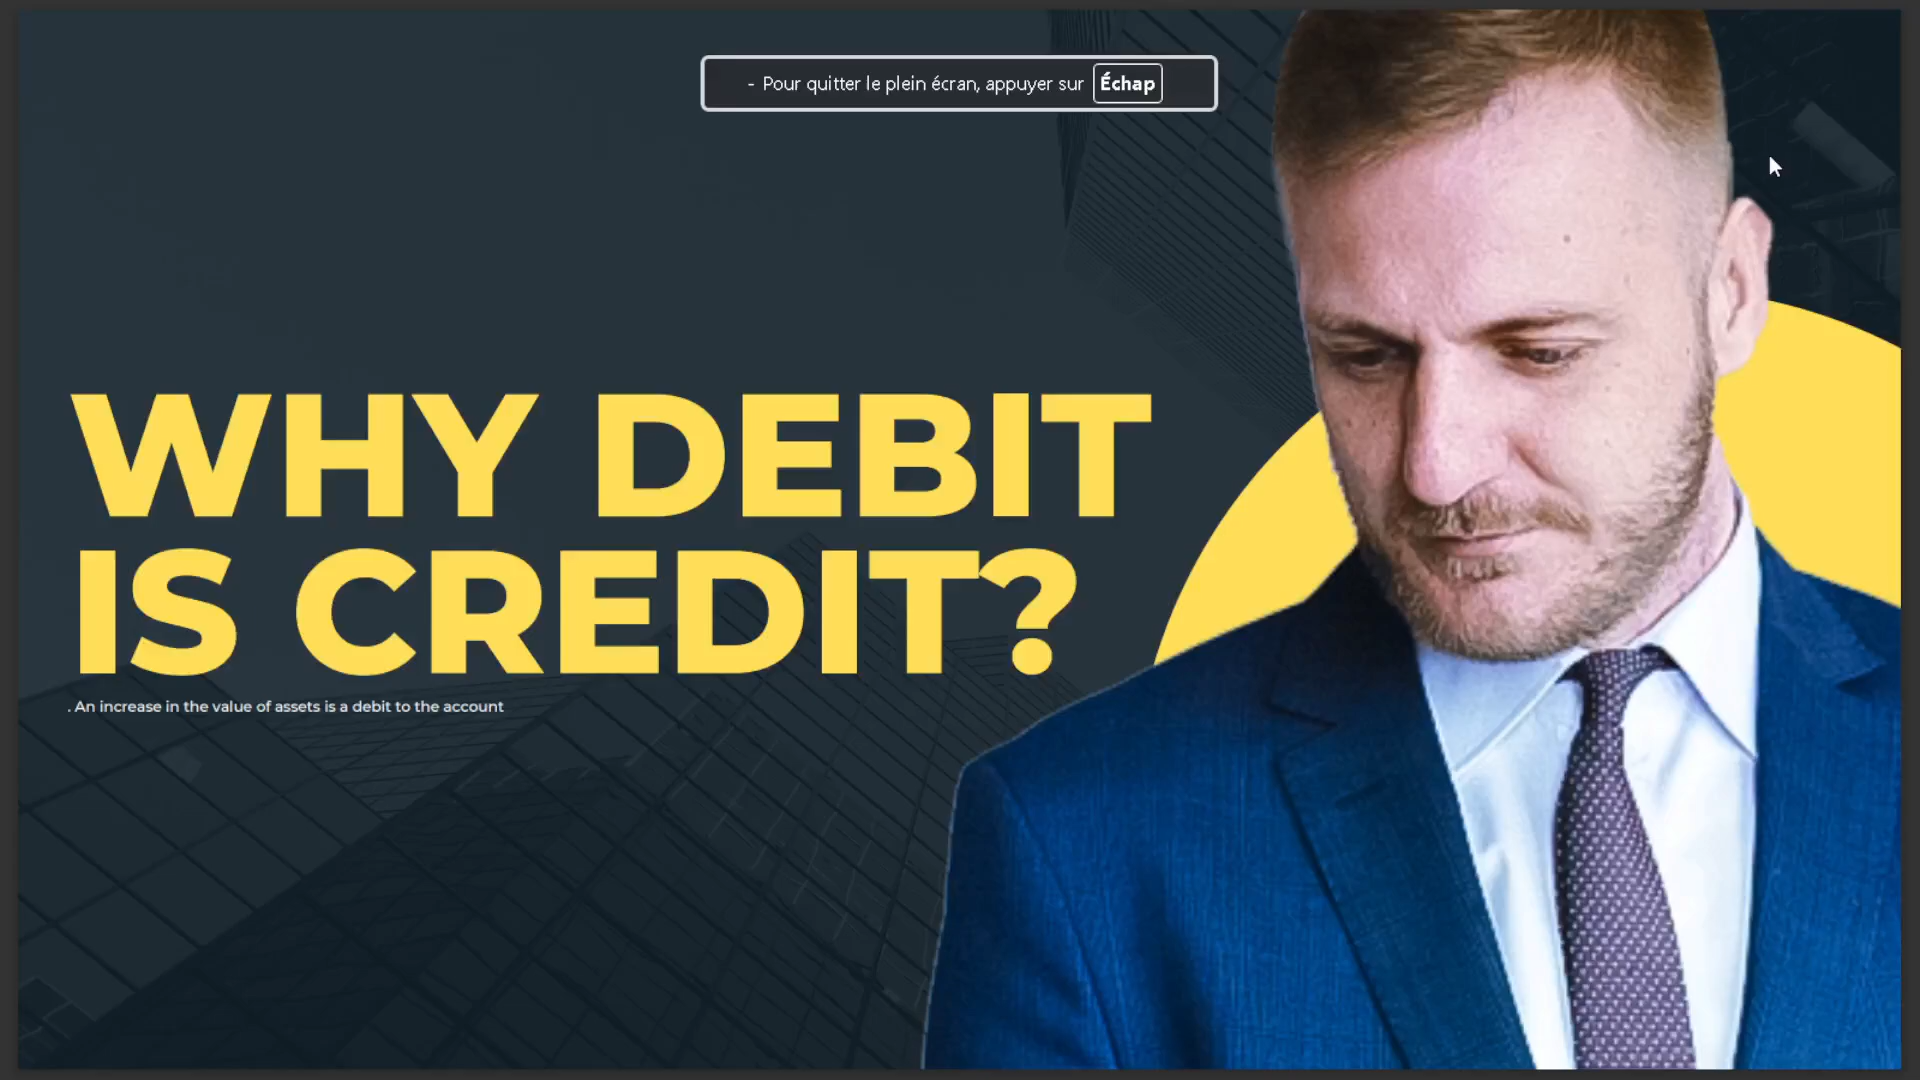 - Pour quitter le plein écran, appuyer sur Échap
WHY DEBIT
IS CREDIT?
. An increase in the value of assets is a debit to the account